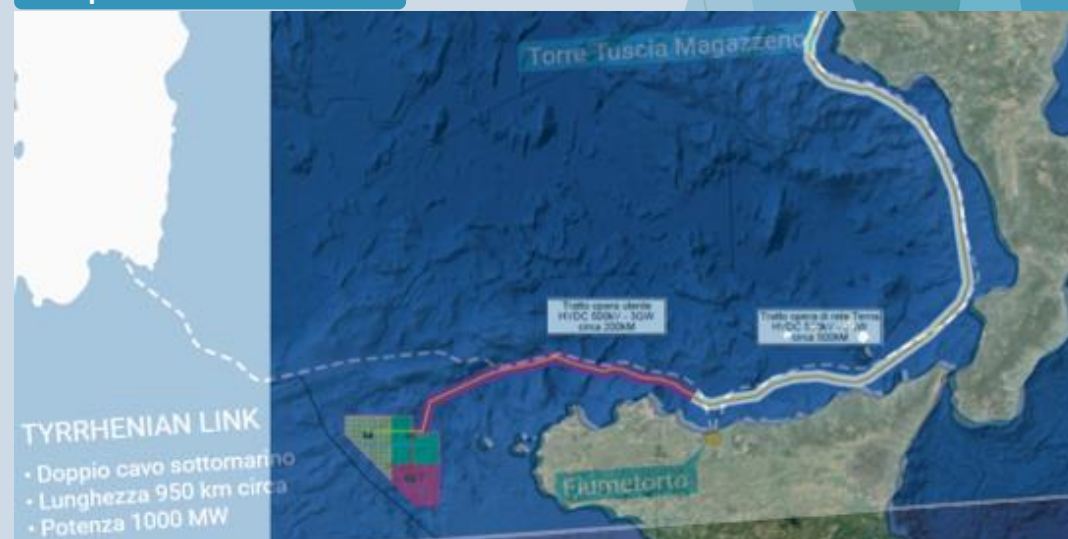 Torre Tuscia Magazzeno
Tratto opera utente
HVDC 500kV - 3GW
circa 200kM
Tratto opera di rete Terna
HVDC
circa 500kM
Fiumetorto
TYRRHENIAN LINK
• Doppio cavo sottomarino
• Lunghezza 950 km circa
• Potenza 1000 MW